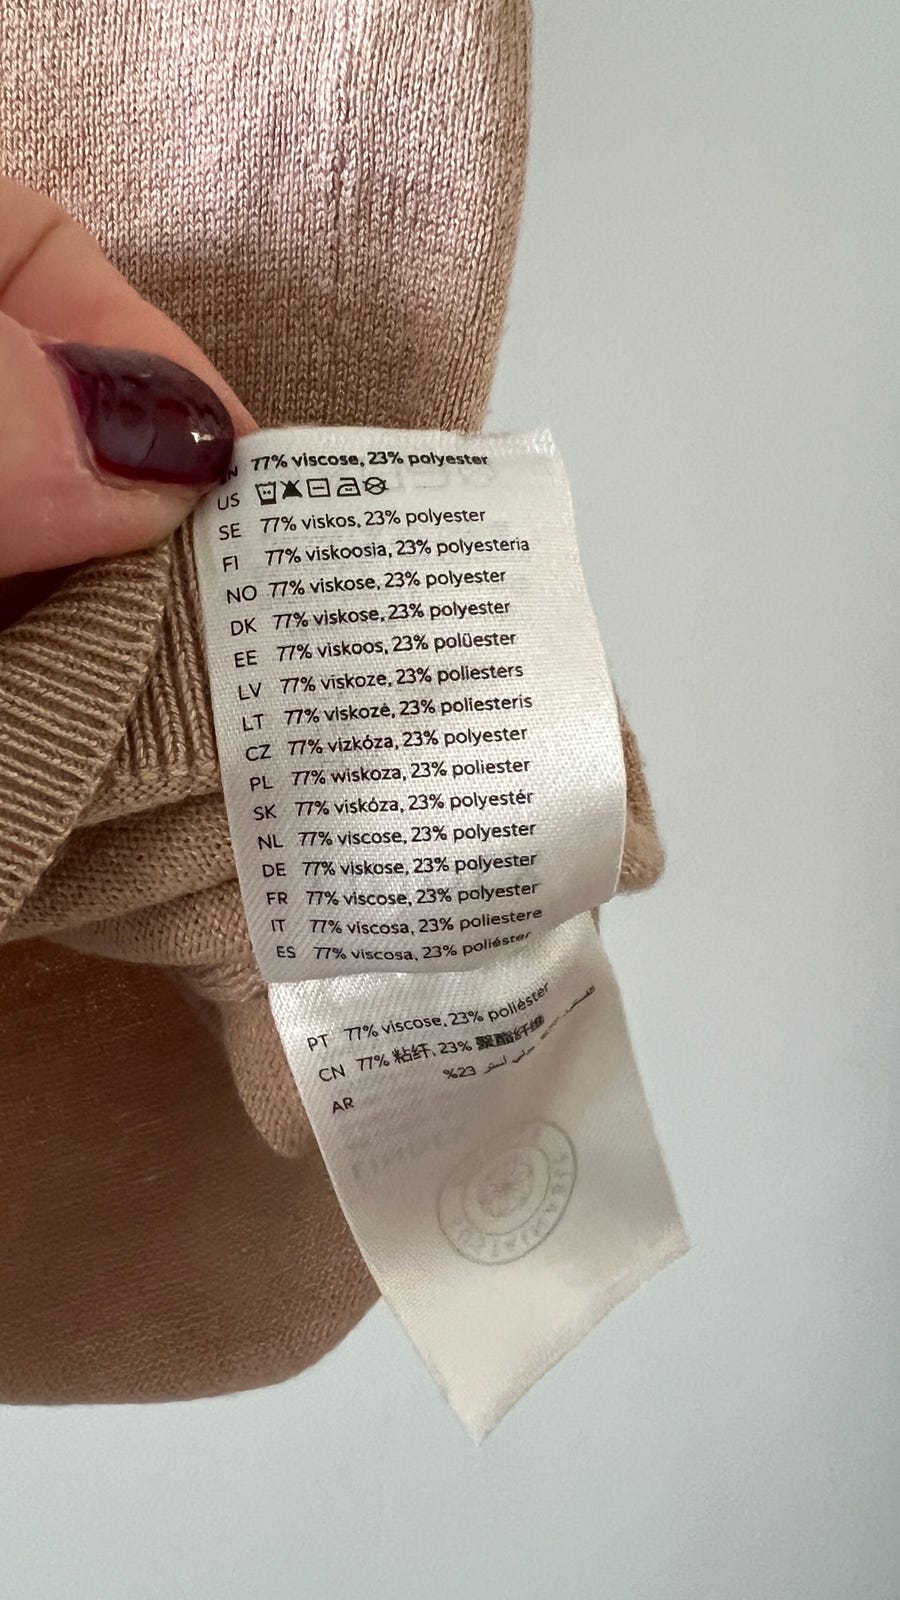 77% viscose, 23% polyester
US
SE 77% viskos, 23% polyester
FI 77% viskoosia, 23% polyesteria
NO 77% viskose, 23% polyester
DK 77% viskose, 23% polyester
EE 77% viskoos, 23% polüester
LV 77% viskoze, 23% poliesters
LT 77% viskozė, 23% poliesteris
CZ 77% vizkóza, 23% polyester
PL 77% wiskoza, 23% poliester
SK 77% viskóza, 23% polyestér
NL 77% viscose, 23% polyester
DE 77% viskose, 23% polyester
FR 77% viscose, 23% polyester
IT 77% viscosa, 23% poliestere
ES 77% viscosa, 23% poliéster
PT 77% viscose, 23% poliéster
CN 77% 粘纤, 23% 聚酯纤维
AR %23